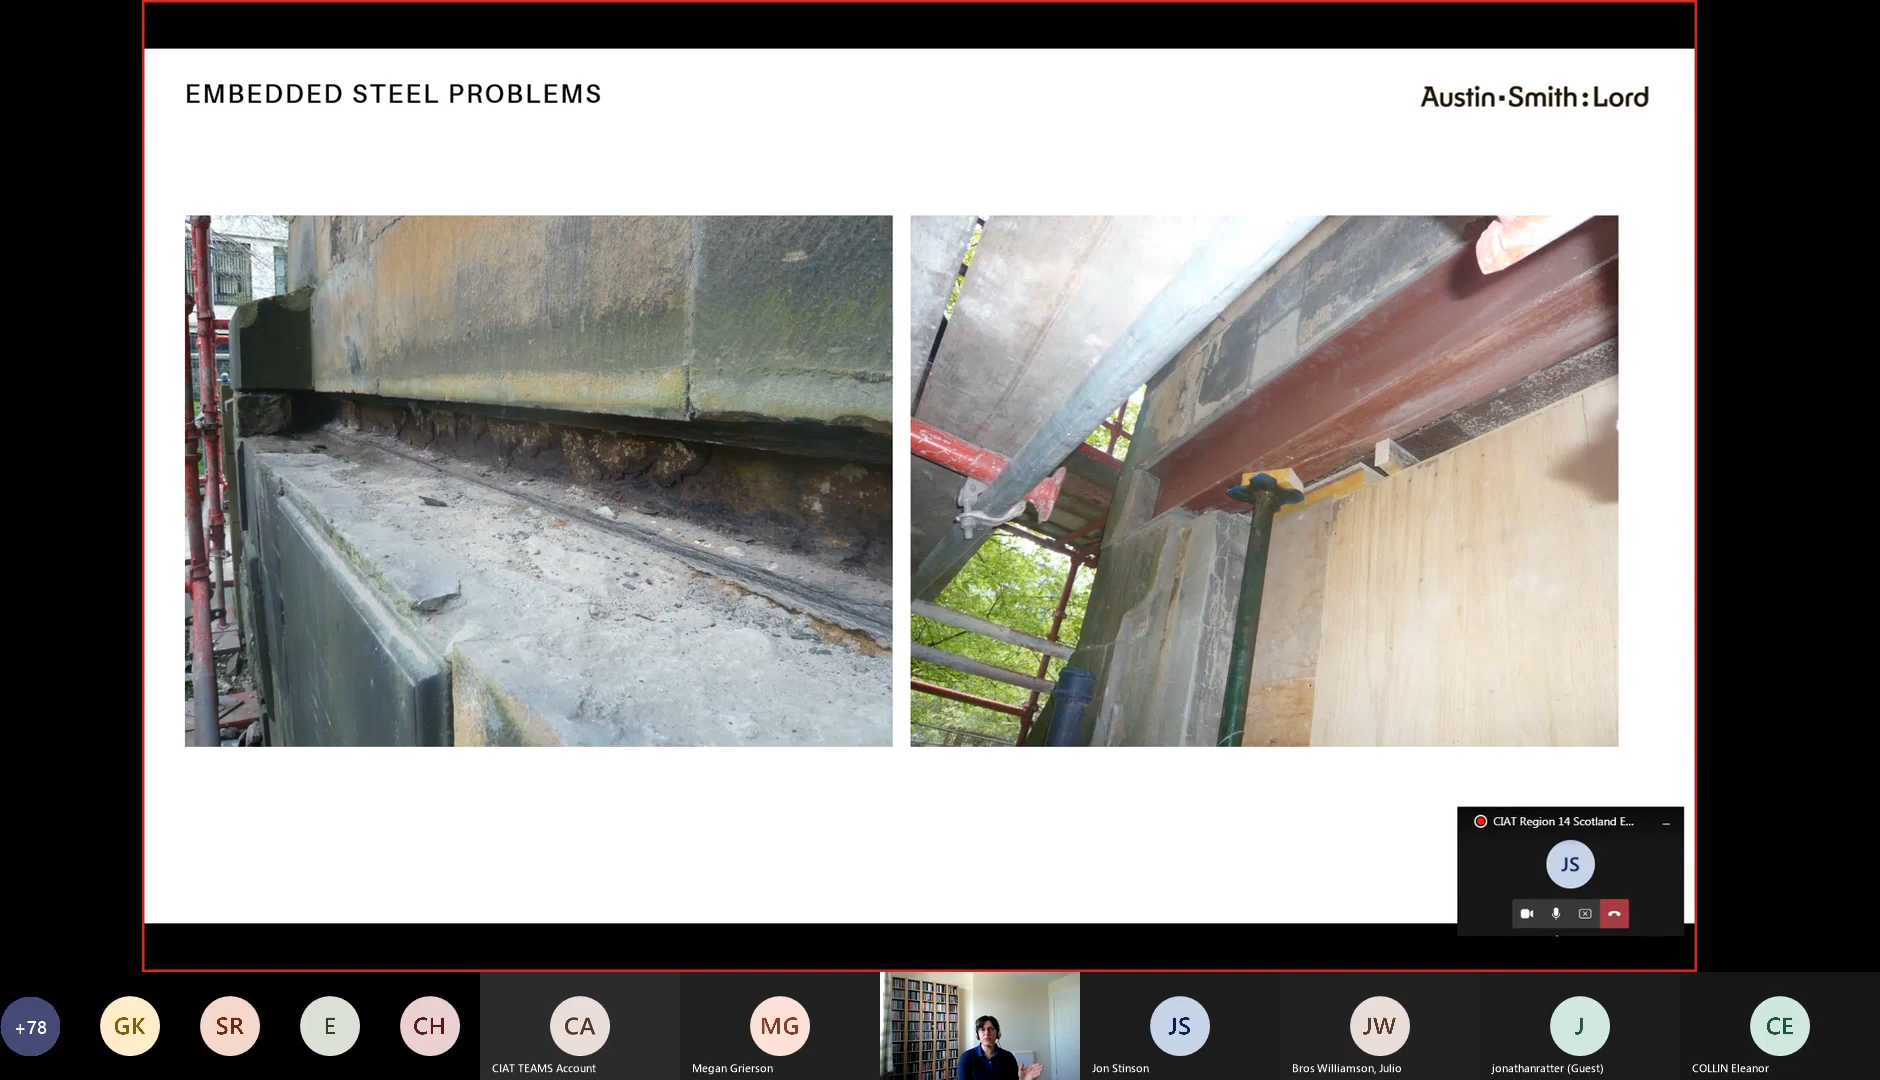 EMBEDDED STEEL PROBLEMS
Austin·Smith:Lord
CIAT Region 14 Scotland E...
JS
+78
GK
SR
E
CH
CA
MG
JS
JW
J
CE
CIAT TEAMS Account
Megan Grierson
Jon Stinson
Bros Williamson, Julio
jonathanratter (Guest)
COLLIN Eleanor